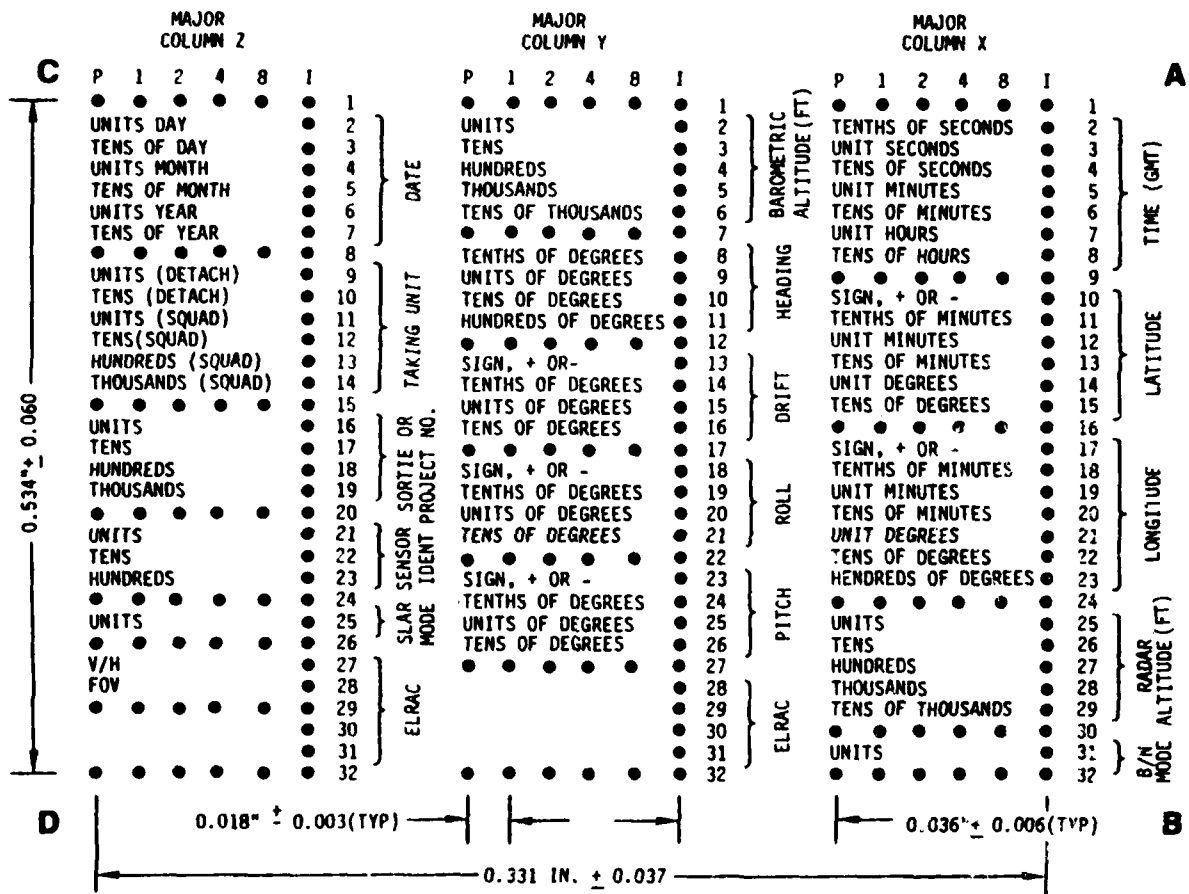 MAJOR
COLUMN Z
C
P 1 2 4 8 I
1
UNITS DAY 2
TENS OF DAY 3
UNITS MONTH 4
TENS OF MONTH 5
UNITS YEAR 6
TENS OF YEAR 7
8
UNITS (DETACH) 9
TENS (DETACH) 10
UNITS (SQUAD) 11
TENS(SQUAD) 12
HUNDREDS (SQUAD) 13
THOUSANDS (SQUAD) 14
15
UNITS 16
TENS 17
HUNDREDS 18
THOUSANDS 19
20
UNITS 21
TENS 22
HUNDREDS 23
24
UNITS 25
26
V/H 27
FOV 28
29
30
31
32
DATE
TAKING UNIT
SORTIE OR
PROJECT NO.
SENSOR
IDENT
SLAR
MODE
ELRAC
MAJOR
COLUMN Y
P 1 2 4 8 I
1
UNITS 2
TENS 3
HUNDREDS 4
THOUSANDS 5
TENS OF THOUSANDS 6
7
TENTHS OF DEGREES 8
UNITS OF DEGREES 9
TENS OF DEGREES 10
HUNDREDS OF DEGREES 11
12
SIGN, + OR- 13
TENTHS OF DEGREES 14
UNITS OF DEGREES 15
TENS OF DEGREES 16
17
SIGN, + OR - 18
TENTHS OF DEGREES 19
UNITS OF DEGREES 20
TENS OF DEGREES 21
22
SIGN, + OR - 23
TENTHS OF DEGREES 24
UNITS OF DEGREES 25
TENS OF DEGREES 26
27
28
29
30
31
32
BAROMETRIC
ALTITUDE(FT)
HEADING
DRIFT
ROLL
PITCH
ELRAC
MAJOR
COLUMN X
A
P 1 2 4 8 I
1
TENTHS OF SECONDS 2
UNIT SECONDS 3
TENS OF SECONDS 4
UNIT MINUTES 5
TENS OF MINUTES 6
UNIT HOURS 7
TENS OF HOURS 8
9
SIGN, + OR - 10
TENTHS OF MINUTES 11
UNIT MINUTES 12
TENS OF MINUTES 13
UNIT DEGREES 14
TENS OF DEGREES 15
16
SIGN, + OR - 17
TENTHS OF MINUTES 18
UNIT MINUTES 19
TENS OF MINUTES 20
UNIT DEGREES 21
TENS OF DEGREES 22
HENDREDS OF DEGREES 23
24
UNITS 25
TENS 26
HUNDREDS 27
THOUSANDS 28
TENS OF THOUSANDS 29
30
UNITS 31
32
TIME (GMT)
LATITUDE
LONGITUDE
RADAR
ALTITUDE(FT)
B/N
MODE
0.534"± 0.060
D
0.018" ± 0.003(TYP)
0.036"± 0.006(TYP)
B
0.331 IN. ± 0.037